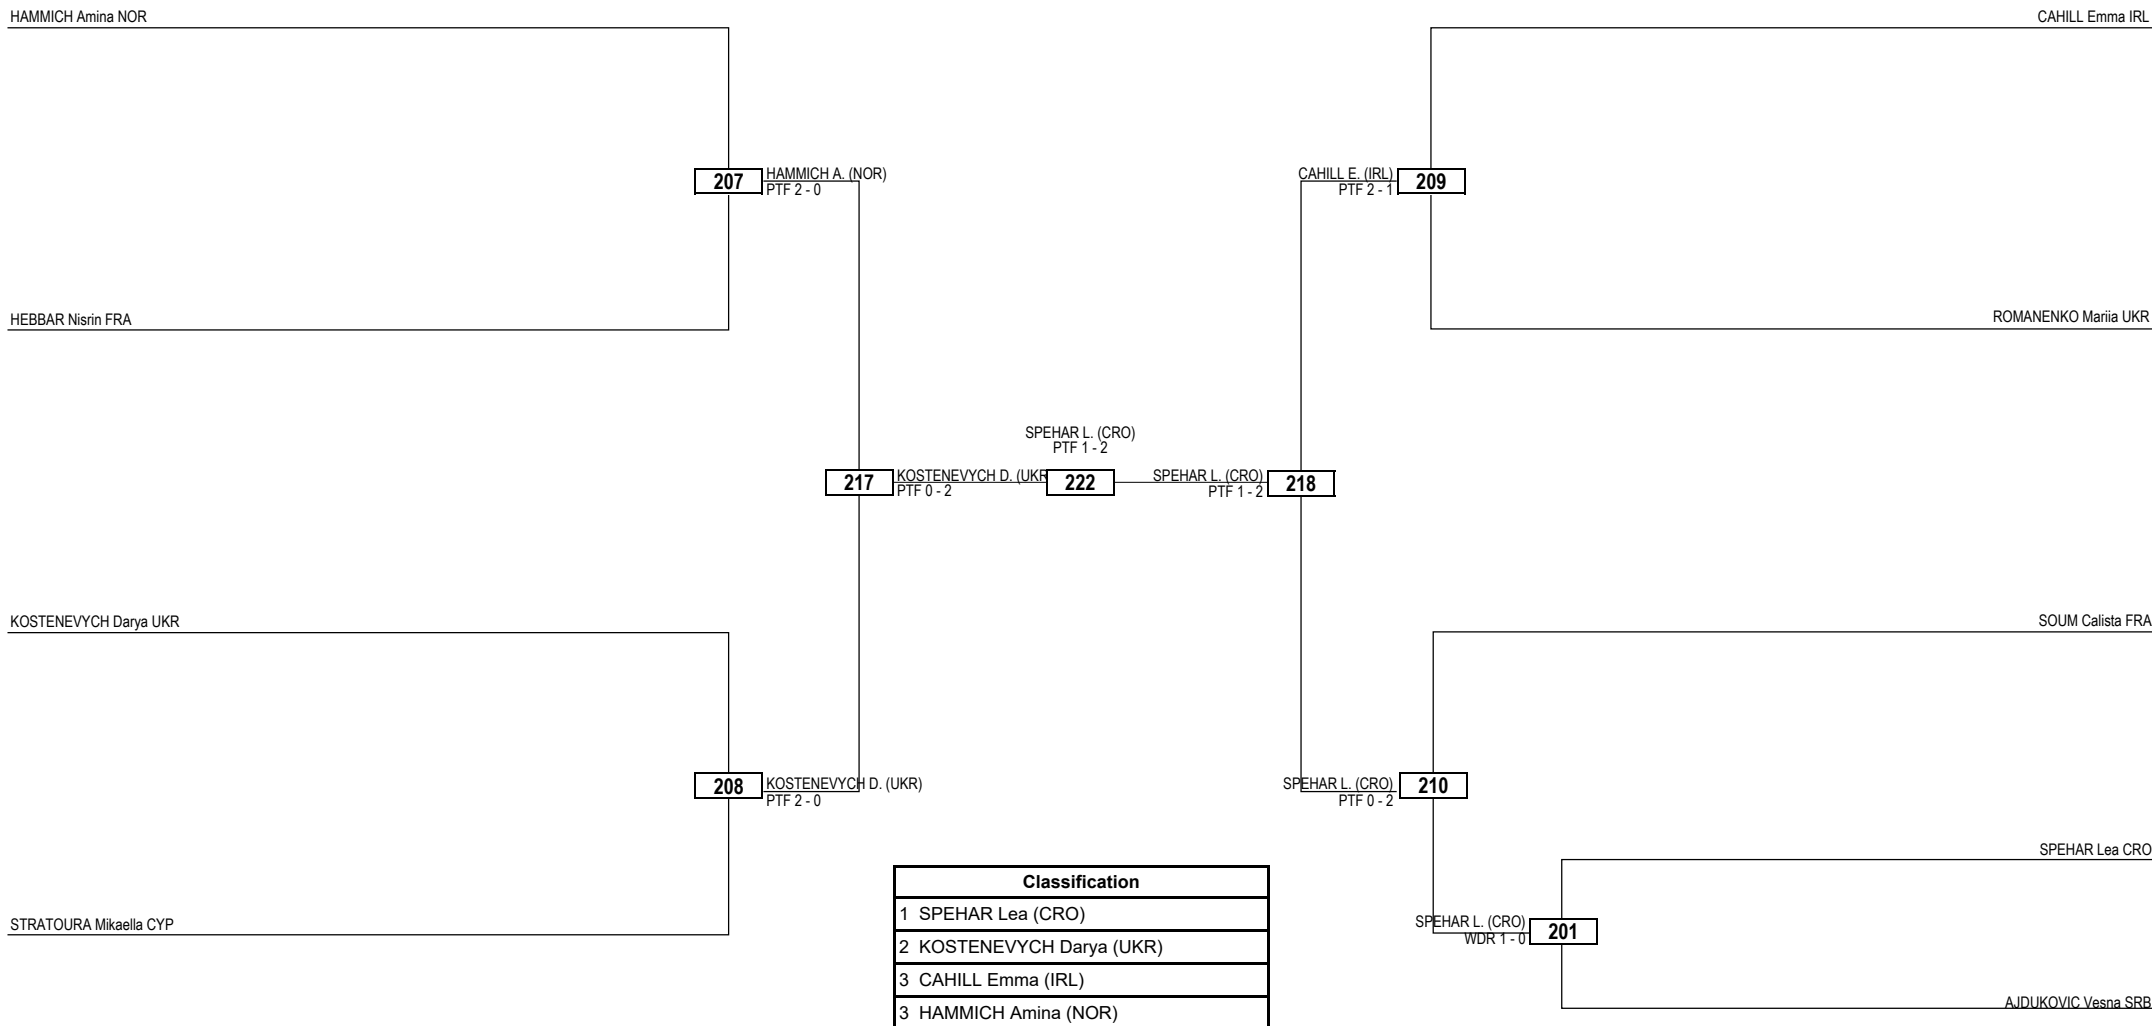 HAMMICH Amina NOR
CAHILL Emma IRL
207
HAMMICH A. (NOR)
PTF 2 - 0
CAHILL E. (IRL)
PTF 2 - 1
209
HEBBAR Nisrin FRA
ROMANENKO Mariia UKR
SPEHAR L. (CRO)
PTF 1 - 2
217
KOSTENEVYCH D. (UKR
PTF 0 - 2
222
SPEHAR L. (CRO)
PTF 1 - 2
218
KOSTENEVYCH Darya UKR
SOUM Calista FRA
208
KOSTENEVYCH D. (UKR)
PTF 2 - 0
SPEHAR L. (CRO)
PTF 0 - 2
210
SPEHAR Lea CRO
STRATOURA Mikaella CYP
SPEHAR L. (CRO)
WDR 1 - 0
201
AJDUKOVIC Vesna SRB
Classification
1 SPEHAR Lea (CRO)
2 KOSTENEVYCH Darya (UKR)
3 CAHILL Emma (IRL)
3 HAMMICH Amina (NOR)